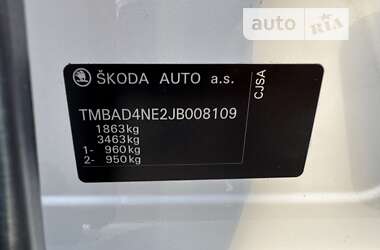 auto
RIA
ŠKODA AUTO a.s.
CJSA
TMBAD4NE2JB008109
1863kg
3463kg
1- 960kg
2- 950kg